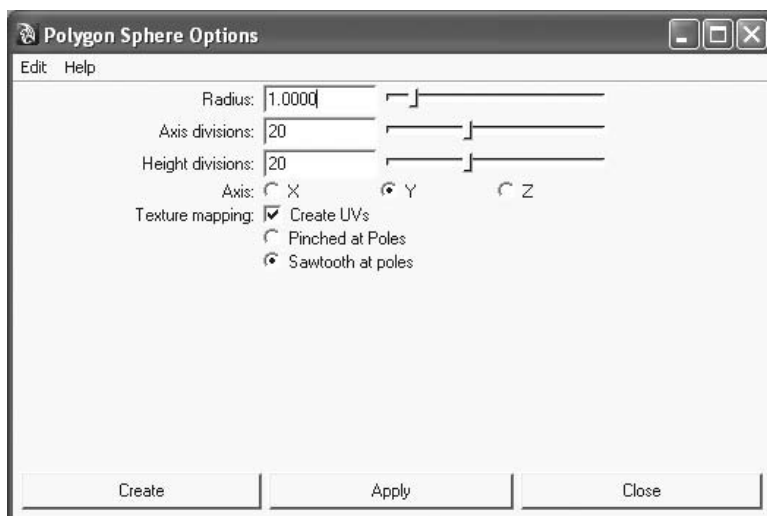 Polygon Sphere Options
Edit Help
Radius: 1.0000
Axis divisions: 20
Height divisions: 20
Axis: X Y Z
Texture mapping: Create UVs
Pinched at Poles
Sawtooth at poles
Create Apply Close